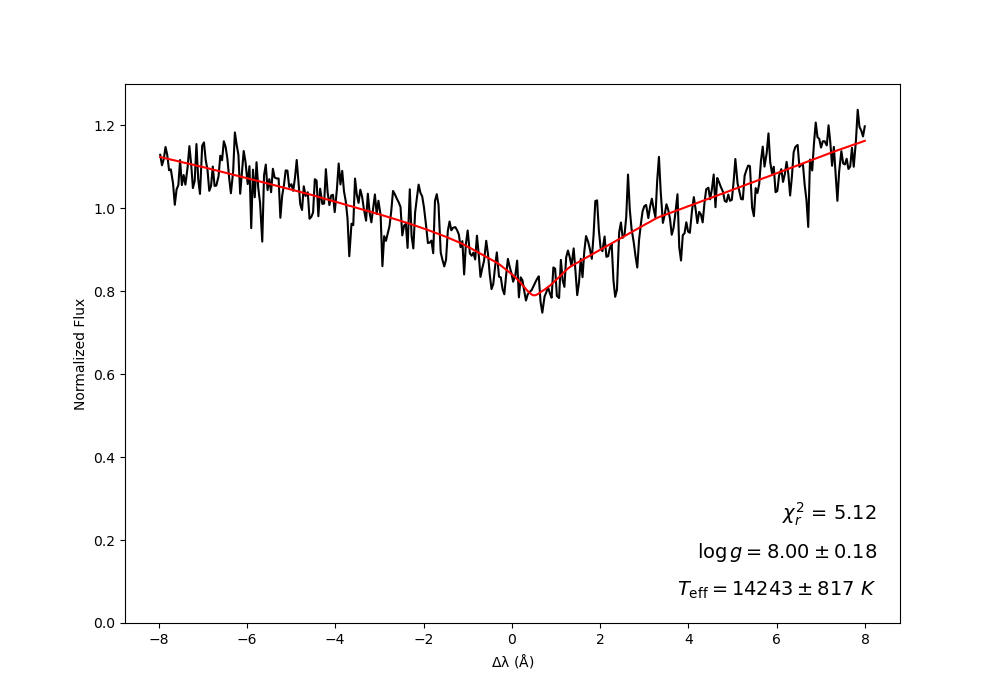 1.2
1.0
0.8
0.6
0.4
0.2
0.0
Normalized Flux
χ²ᵣ = 5.12
log g = 8.00 ± 0.18
T_eff = 14243 ± 817 K
−8 −6 −4 −2 0 2 4 6 8
Δλ (Å)